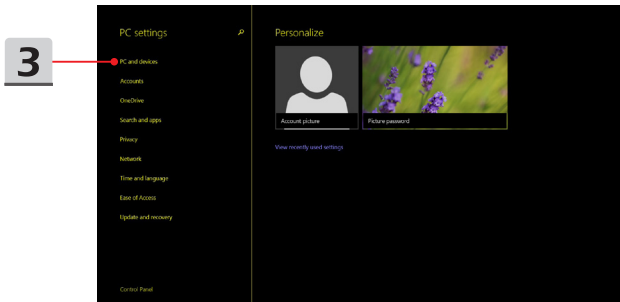 3
PC settings
PC and devices
Accounts
OneDrive
Search and apps
Privacy
Network
Time and language
Ease of Access
Update and recovery
Control Panel
Personalize
Account picture
Picture password
View recently used settings